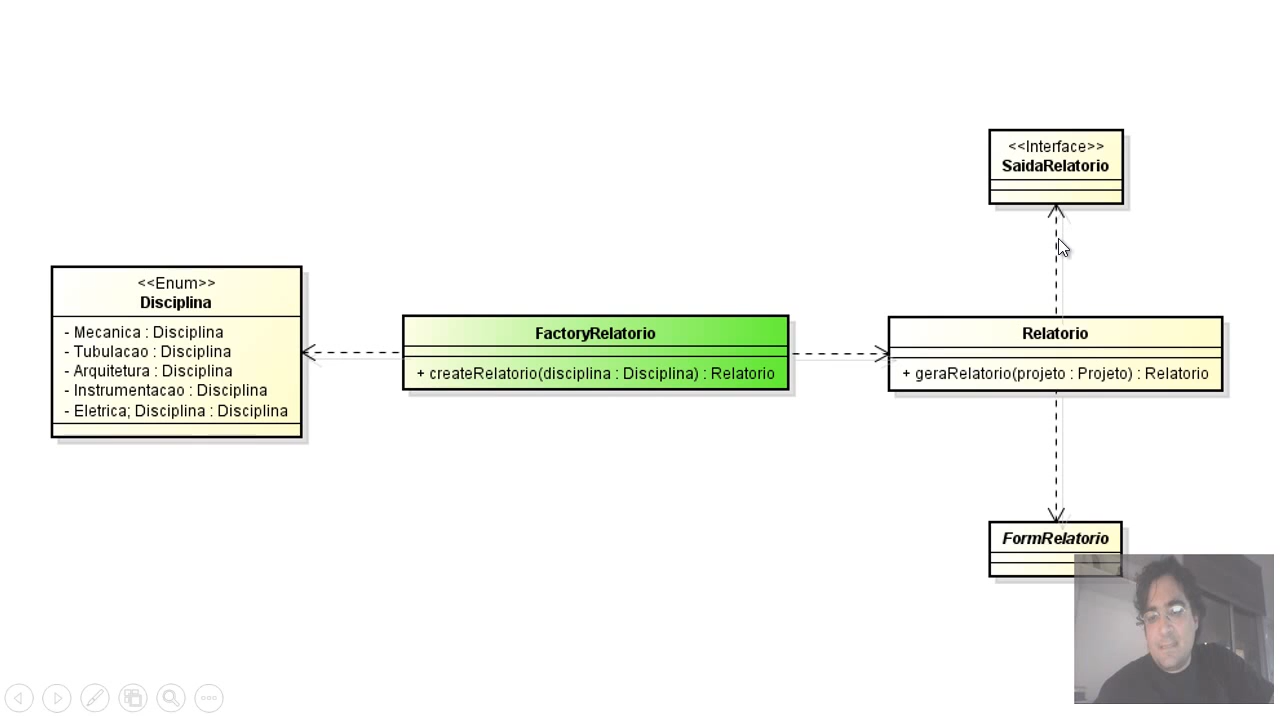 <<Interface>>
SaidaRelatorio
<<Enum>>
Disciplina
- Mecanica : Disciplina
- Tubulacao : Disciplina
- Arquitetura : Disciplina
- Instrumentacao : Disciplina
- Eletrica; Disciplina : Disciplina
FactoryRelatorio
+ createRelatorio(disciplina : Disciplina) : Relatorio
Relatorio
+ geraRelatorio(projeto : Projeto) : Relatorio
FormRelatorio